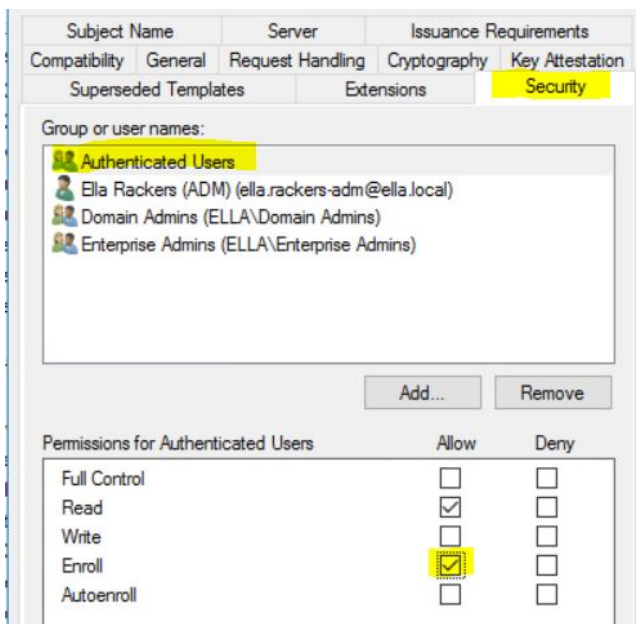 Subject Name Server Issuance Requirements
Compatibility General Request Handling Cryptography Key Attestation
Superseded Templates Extensions Security
Group or user names:
Authenticated Users
Ella Rackers (ADM) (ella.rackers-adm@ella.local)
Domain Admins (ELLA\Domain Admins)
Enterprise Admins (ELLA\Enterprise Admins)
Add... Remove
Permissions for Authenticated Users Allow Deny
Full Control
Read
Write
Enroll
Autoenroll